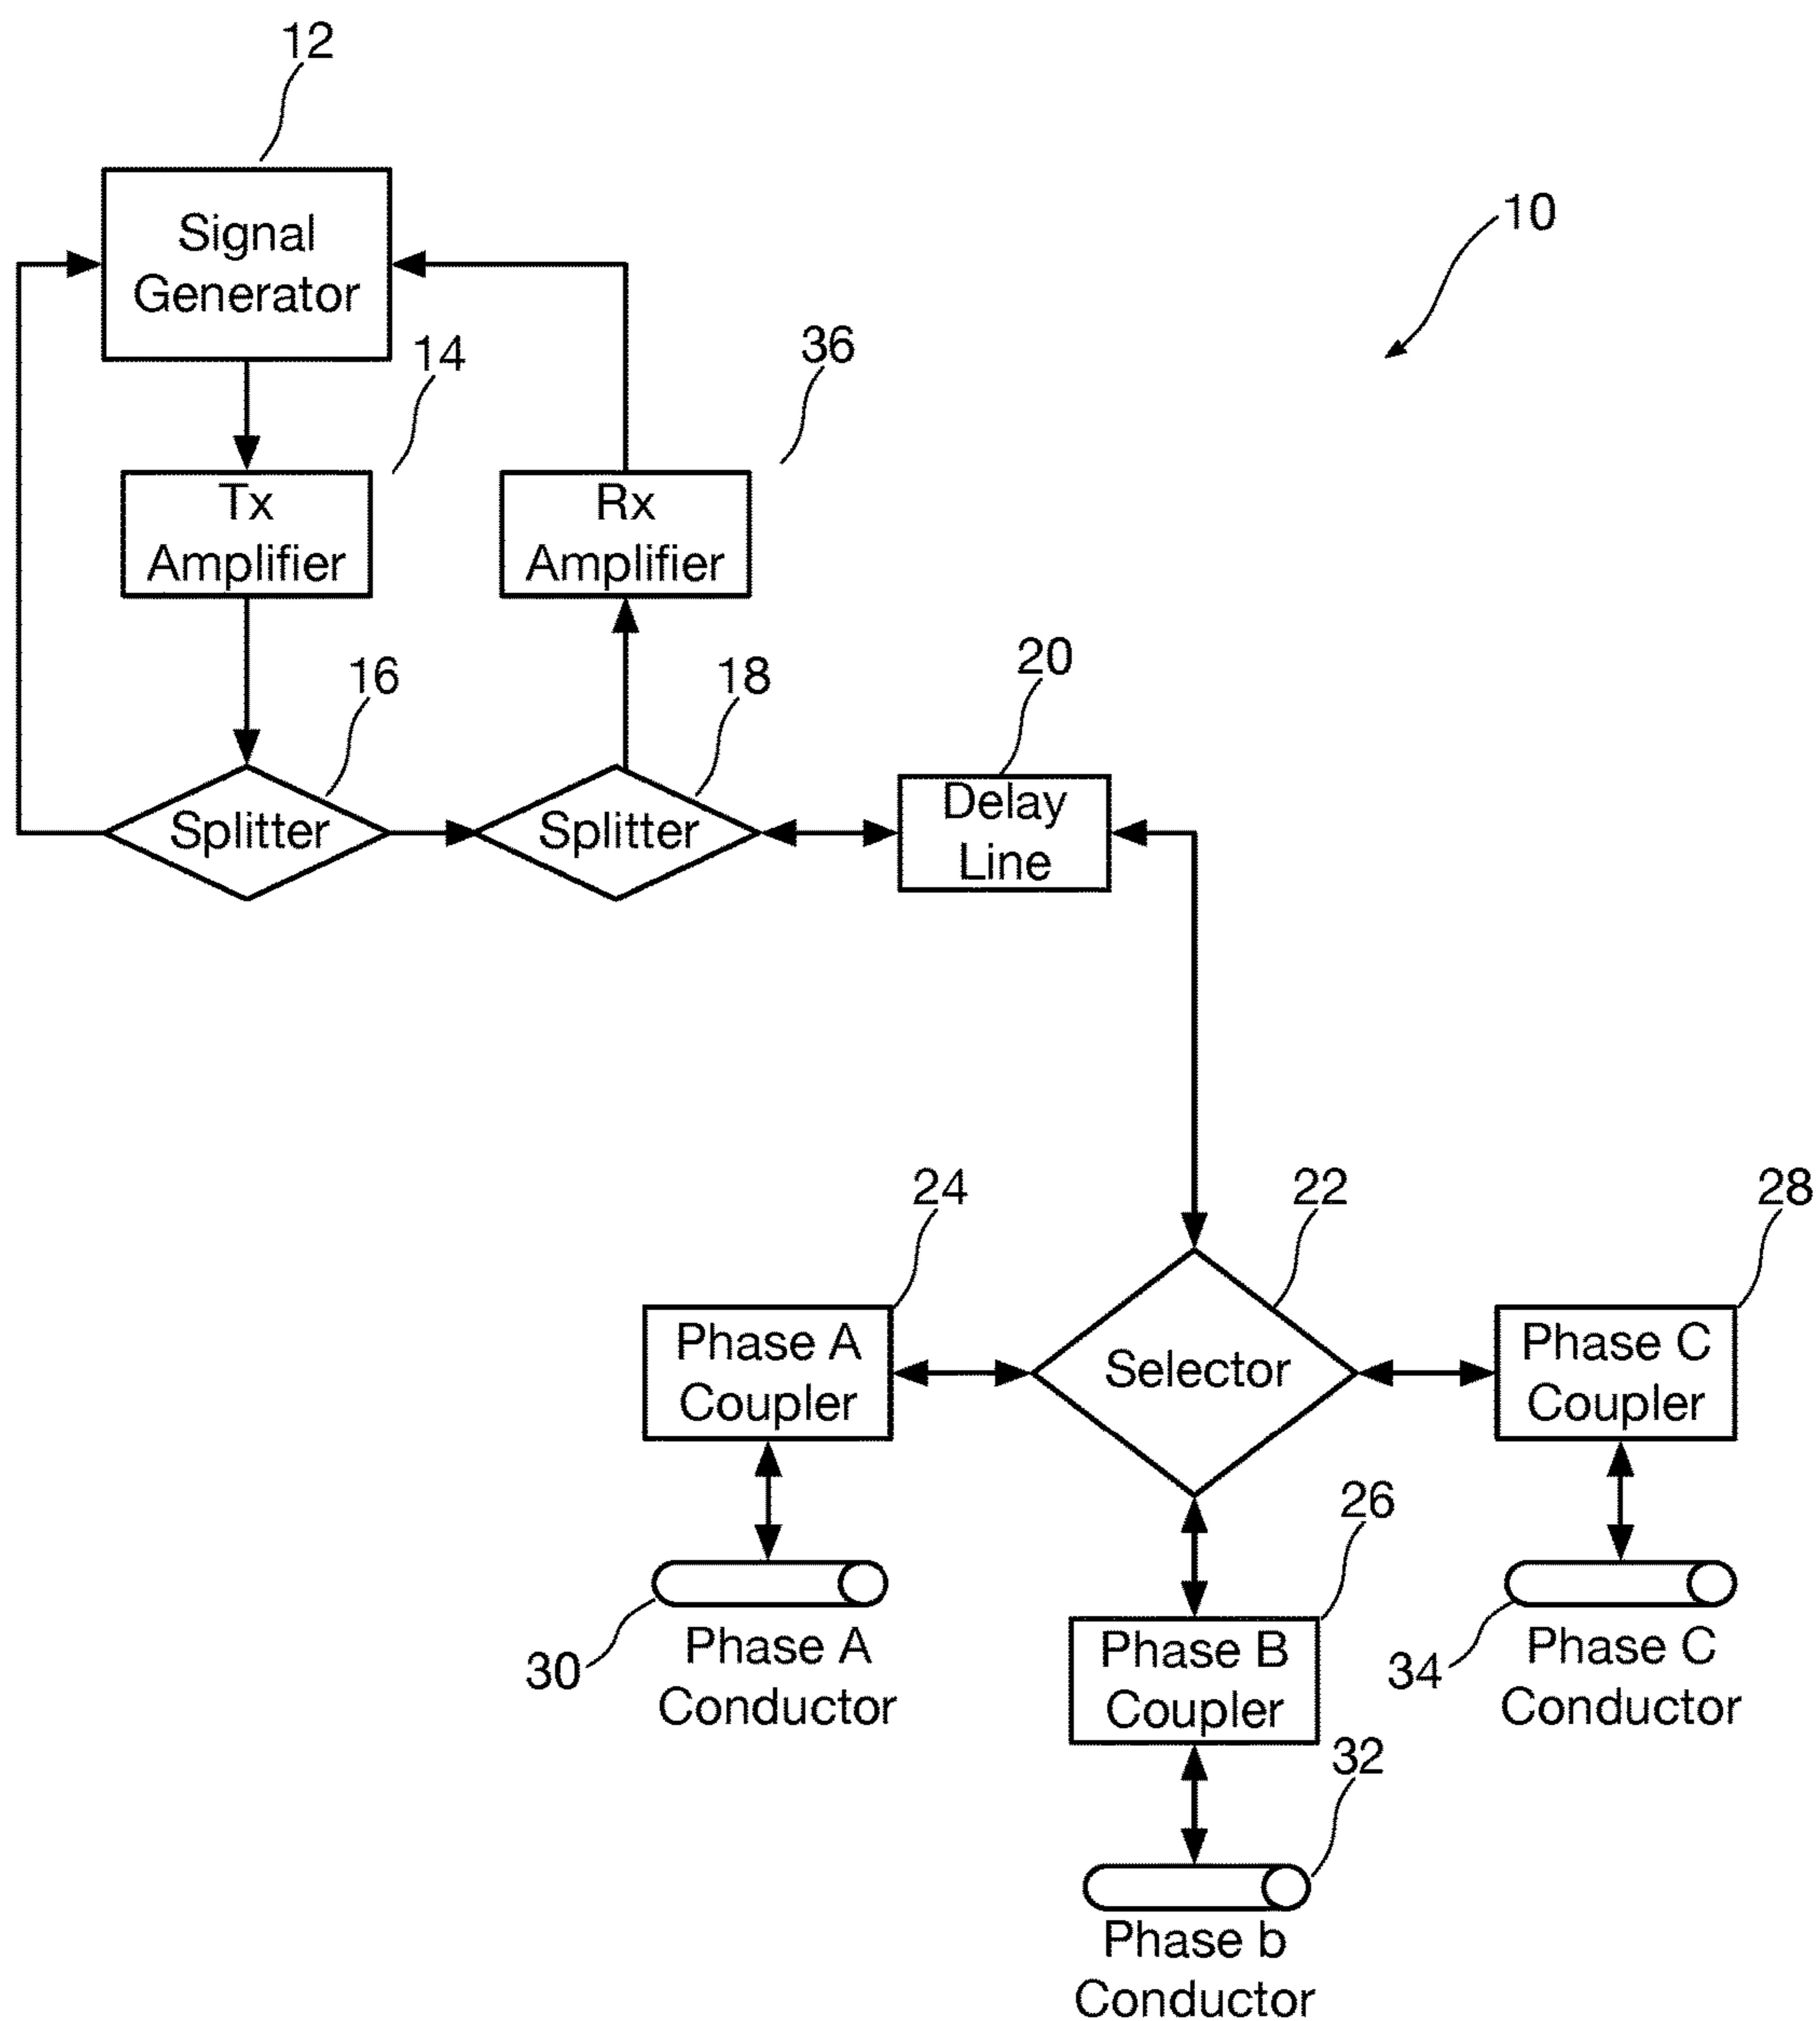 12
Signal
Generator
10
14
36
Tx
Amplifier
Rx
Amplifier
16
18
20
Splitter
Splitter
Delay
Line
24
22
28
Phase A
Coupler
Selector
Phase C
Coupler
26
30
Phase A
Conductor
Phase B
Coupler
34
Phase C
Conductor
32
Phase b
Conductor